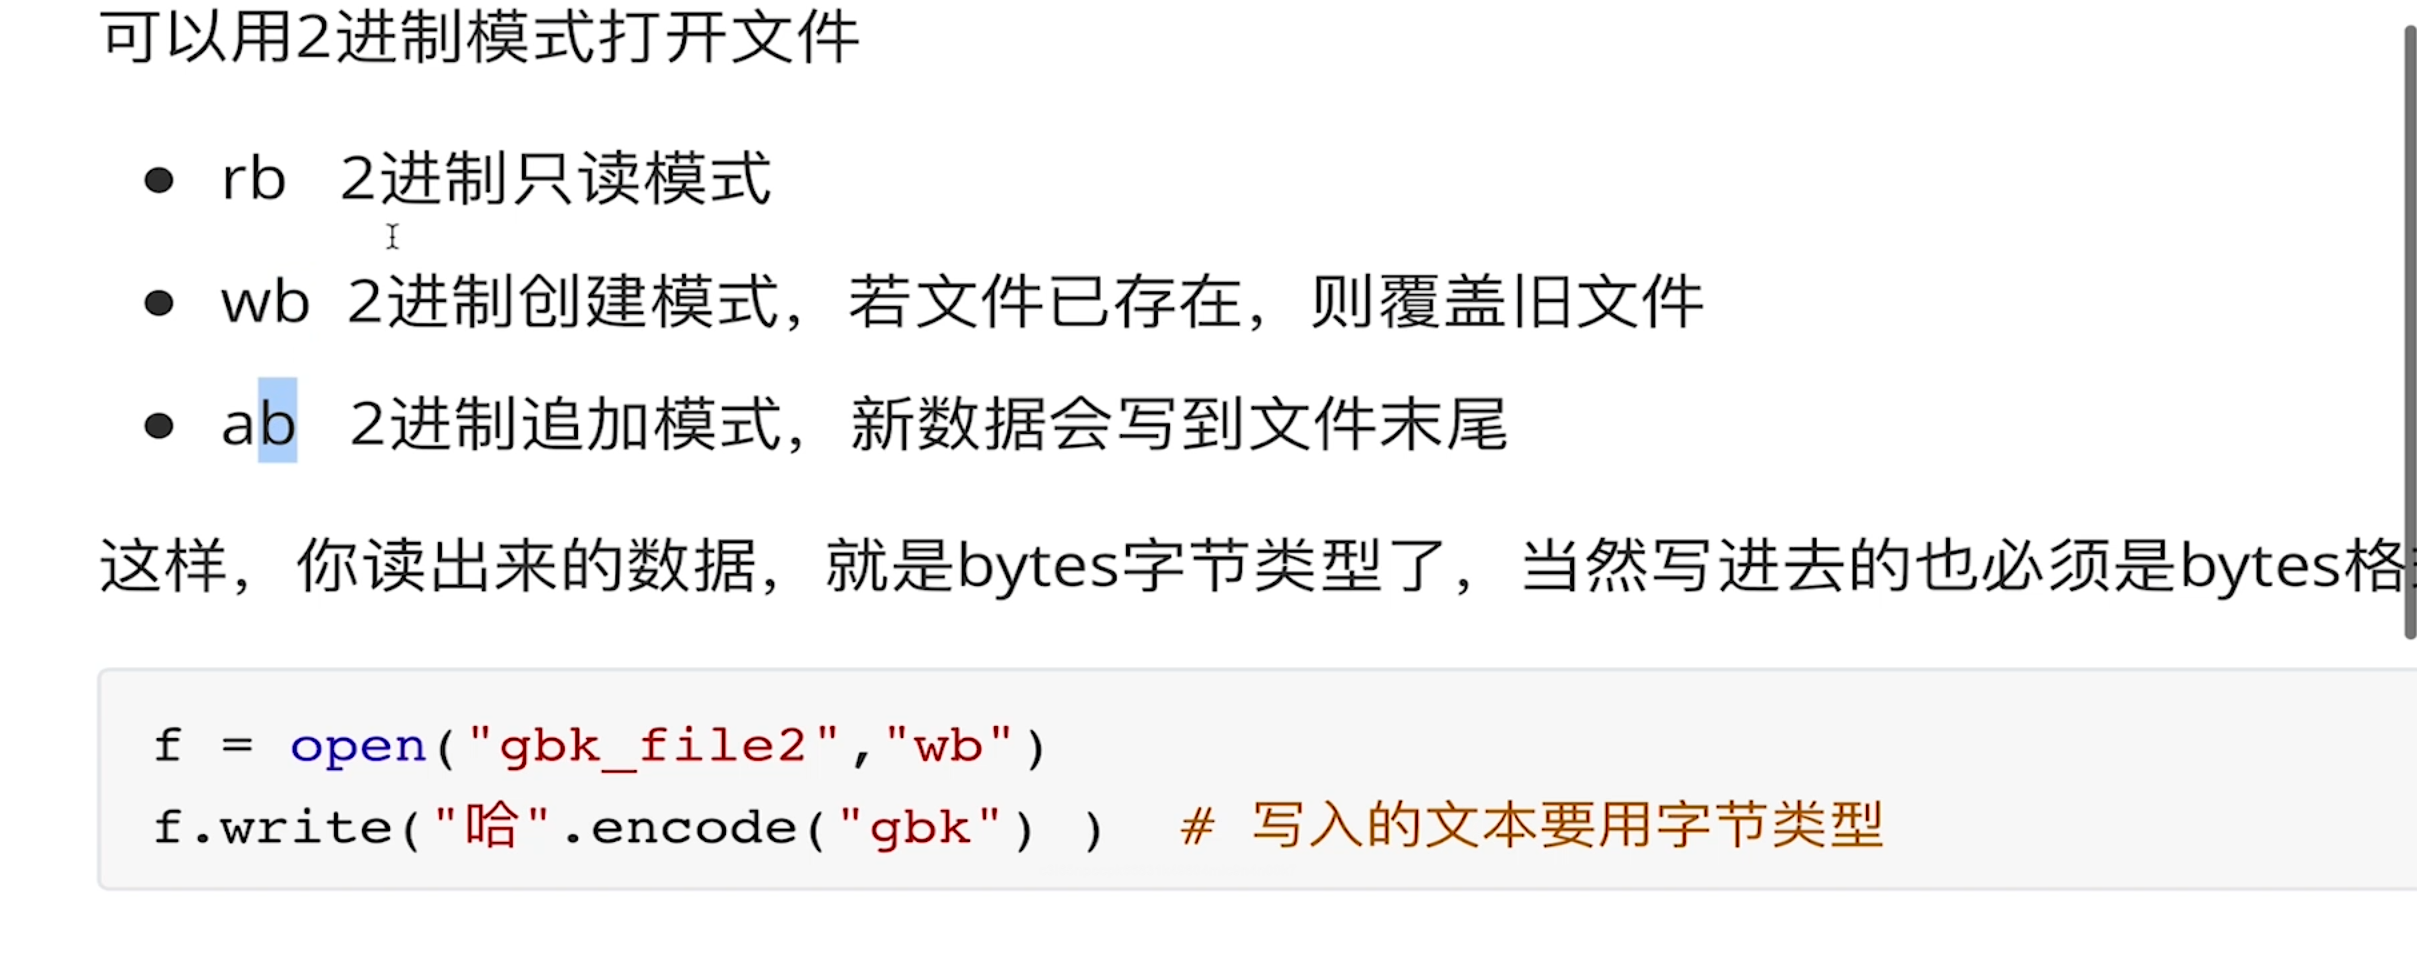 可以用2进制模式打开文件
rb 2进制只读模式
wb 2进制创建模式，若文件已存在，则覆盖旧文件
ab 2进制追加模式，新数据会写到文件末尾
这样，你读出来的数据，就是bytes字节类型了，当然写进去的也必须是bytes格
f = open("gbk_file2","wb")
f.write("哈".encode("gbk") ) # 写入的文本要用字节类型